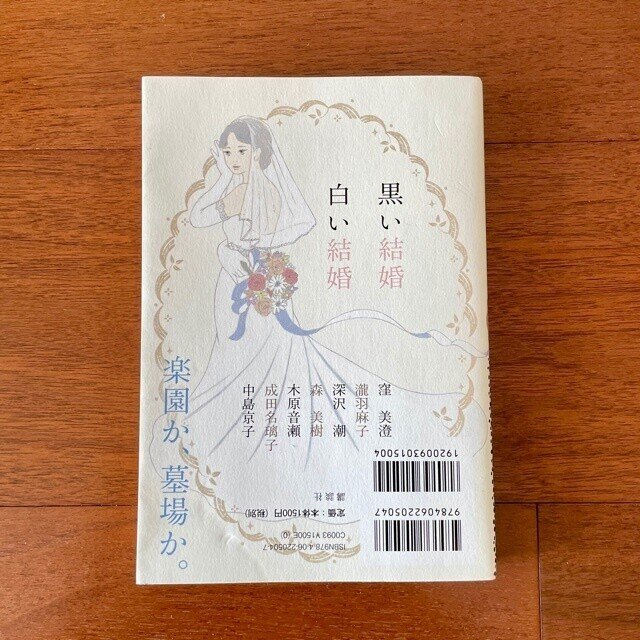 黒い結婚
白い結婚
窪 美澄
瀧羽麻子
深沢 潮
森 美樹
木原音瀬
成田名璃子
中島京子
楽園か、墓場か。
9784062205047
1920093015004
ISBN978-4-06-220504-7
C0093 ¥1500E (0)
定価:本体1500円(税別)
講談社